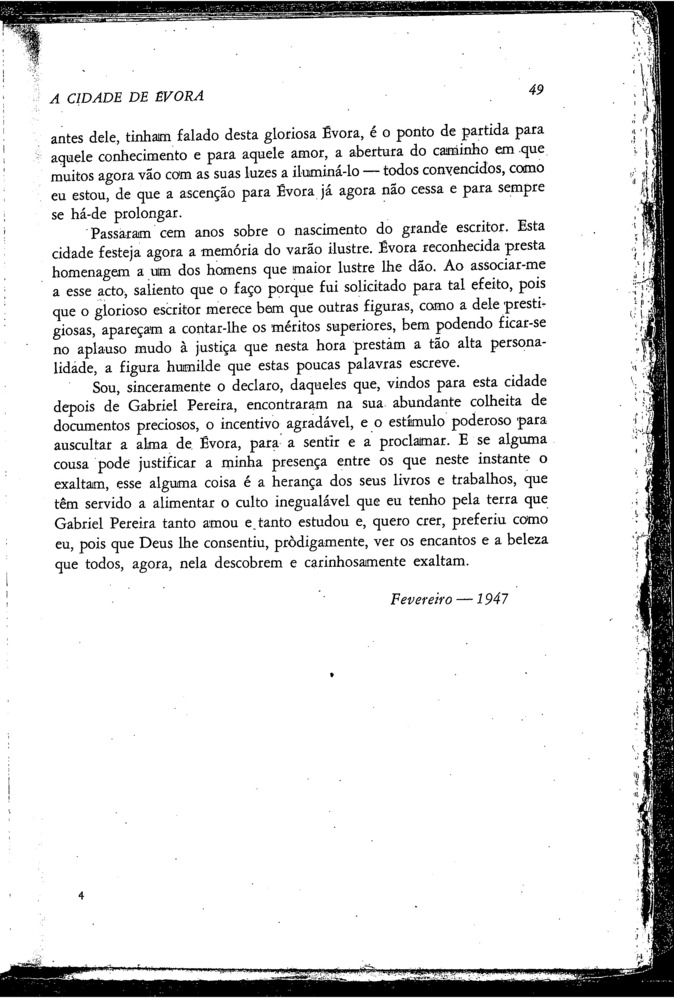 A CIDADE DE ÉVORA
49
antes dele, tinham falado desta gloriosa Évora, é o ponto de partida para
aquele conhecimento e para aquele amor, a abertura do caminho em que
muitos agora vão com as suas luzes a iluminá-lo — todos convencidos, como
eu estou, de que a ascenção para Évora já agora não cessa e para sempre
se há-de prolongar.
Passaram cem anos sobre o nascimento do grande escritor. Esta
cidade festeja agora a memória do varão ilustre. Évora reconhecida presta
homenagem a um dos homens que maior lustre lhe dão. Ao associar-me
a esse acto, saliento que o faço porque fui solicitado para tal efeito, pois
que o glorioso escritor merece bem que outras figuras, como a dele presti-
giosas, apareçam a contar-lhe os méritos superiores, bem podendo ficar-se
no aplauso mudo à justiça que nesta hora prestam a tão alta persona-
lidade, a figura humilde que estas poucas palavras escreve.
Sou, sinceramente o declaro, daqueles que, vindos para esta cidade
depois de Gabriel Pereira, encontraram na sua abundante colheita de
documentos preciosos, o incentivo agradável, e o estímulo poderoso para
auscultar a alma de Évora, para a sentir e a proclamar. E se alguma
cousa pode justificar a minha presença entre os que neste instante o
exaltam, esse alguma coisa é a herança dos seus livros e trabalhos, que
têm servido a alimentar o culto inegualável que eu tenho pela terra que
Gabriel Pereira tanto amou e tanto estudou e, quero crer, preferiu como
eu, pois que Deus lhe consentiu, pròdigamente, ver os encantos e a beleza
que todos, agora, nela descobrem e carinhosamente exaltam.
Fevereiro — 1947
4